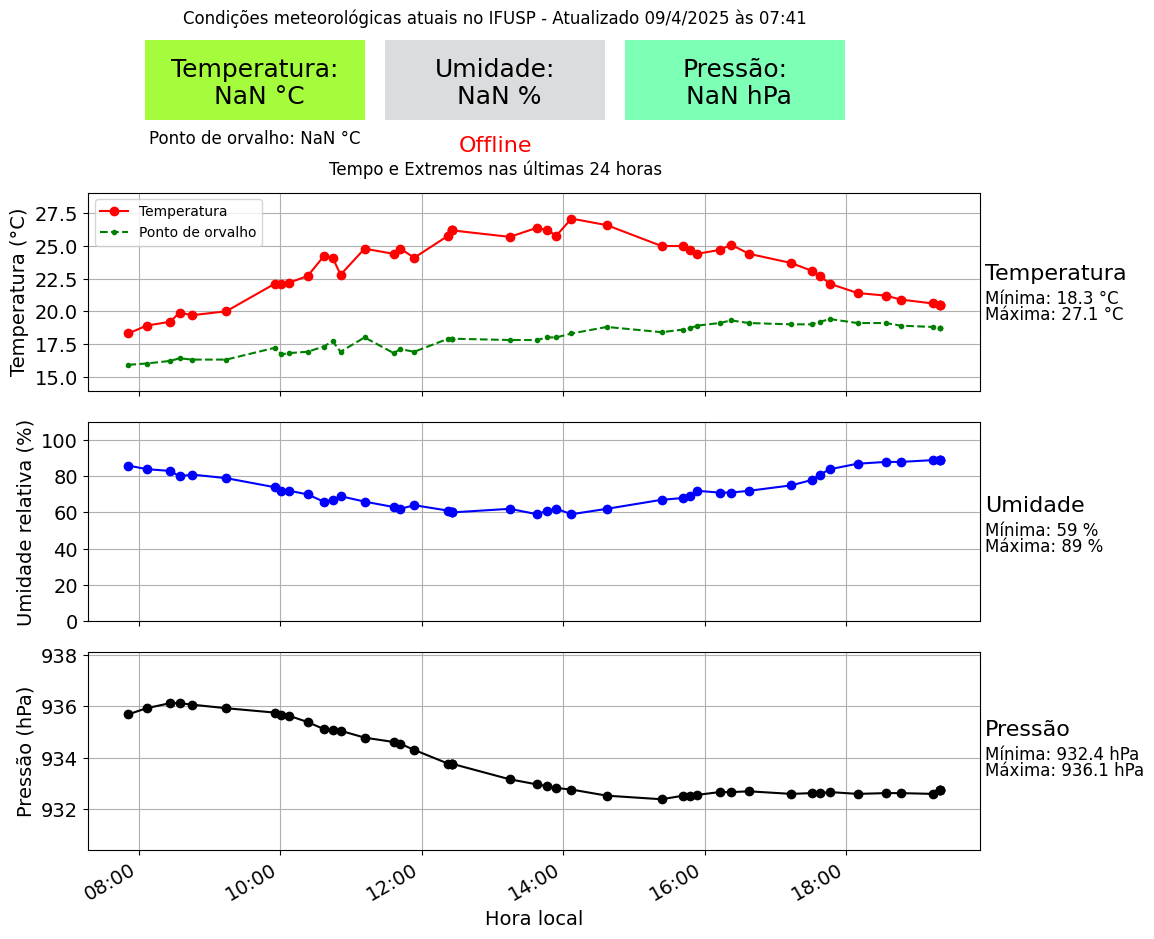 Condições meteorológicas atuais no IFUSP - Atualizado 09/4/2025 às 07:41
Temperatura:
NaN °C
Umidade:
NaN %
Pressão:
NaN hPa
Ponto de orvalho: NaN °C
Offline
Tempo e Extremos nas últimas 24 horas
Temperatura (°C)
27.5
25.0
22.5
20.0
17.5
15.0
Temperatura
Ponto de orvalho
Temperatura
Mínima: 18.3 °C
Máxima: 27.1 °C
Umidade relativa (%)
100
80
60
40
20
0
Umidade
Mínima: 59 %
Máxima: 89 %
Pressão (hPa)
938
936
934
932
Pressão
Mínima: 932.4 hPa
Máxima: 936.1 hPa
08:00
10:00
12:00
14:00
16:00
18:00
Hora local